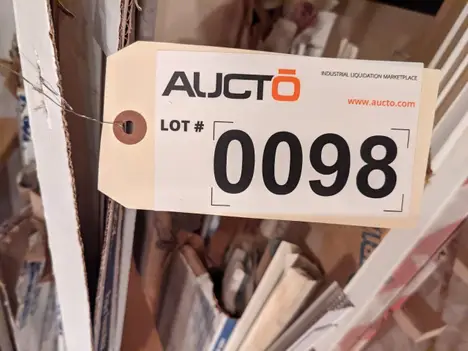 AUCTŌ
INDUSTRIAL LIQUIDATION MARKETPLACE
www.aucto.com
LOT #
0098